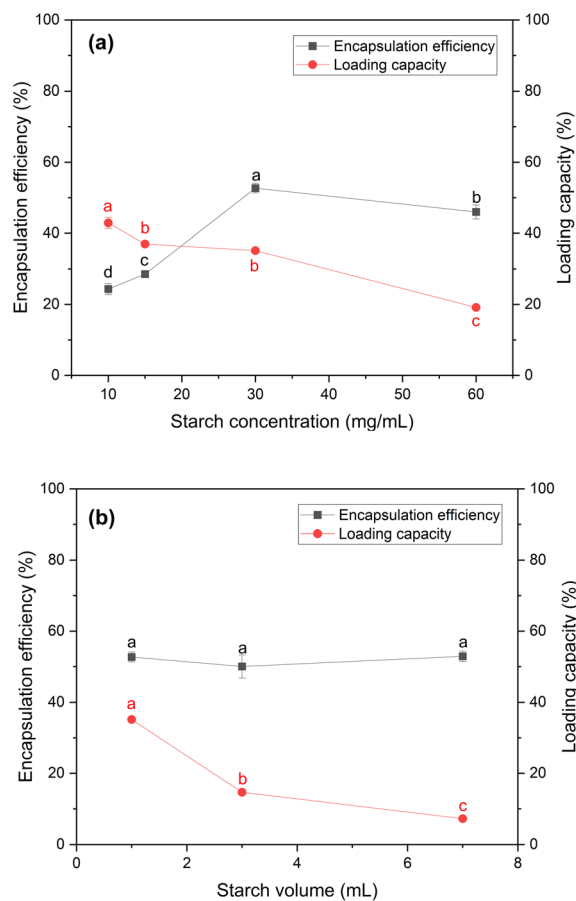 (a)
Encapsulation efficiency
Loading capacity
100
80
60
40
20
0
100
80
60
40
20
0
a
b
a
b
a
b
d
c
b
c
10
20
30
40
50
60
Encapsulation efficiency (%)
Loading capacity (%)
Starch concentration (mg/mL)
(b)
Encapsulation efficiency
Loading capacity
100
80
60
40
20
0
100
80
60
40
20
0
a
a
a
a
b
c
0
2
4
6
8
Encapsulation efficiency (%)
Loading capacity (%)
Starch volume (mL)